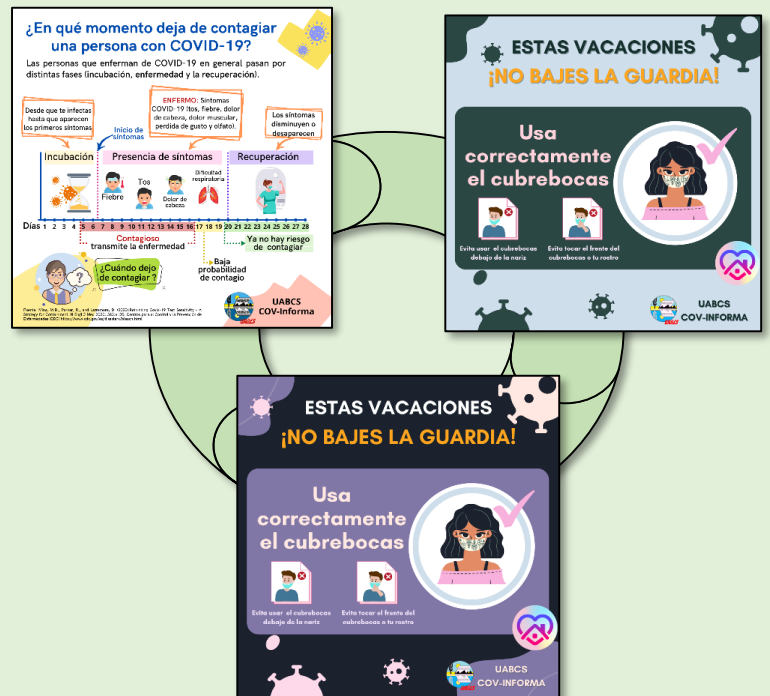 ¿En qué momento deja de contagiar
una persona con COVID-19?
Las personas que enferman de COVID-19 en general pasan por
distintas fases (incubación, enfermedad y la recuperación).
Desde que te infectas
hasta que aparecen
los primeros síntomas
Inicio de
síntomas
ENFERMO: Síntomas
COVID-19 (tos, fiebre, dolor
de cabeza, dolor muscular,
perdida de gusto y olfato).
Los síntomas
disminuyen o
desaparecen
Incubación
Presencia de síntomas
Recuperación
Fiebre
Tos
Dolor de
cabeza
Dificultad
respiratoria
Días 1 2 3 4 5 6 7 8 9 10 11 12 13 14 15 16 17 18 19 20 21 22 23 24 25 26 27 28
Contagioso
transmite la enfermedad
Baja
probabilidad
de contagio
Ya no hay riesgo
de contagiar
¿Cuándo dejo
de contagiar ?
UABCS
COV-Informa
ESTAS VACACIONES
¡NO BAJES LA GUARDIA!
Usa
correctamente
el cubrebocas
Evita usar el cubrebocas
debajo de la nariz
Evita tocar el frente del
cubrebocas o tu rostro
UABCS
COV-INFORMA
ESTAS VACACIONES
¡NO BAJES LA GUARDIA!
Usa
correctamente
el cubrebocas
Evita usar el cubrebocas
debajo de la nariz
Evita tocar el frente del
cubrebocas o tu rostro
UABCS
COV-INFORMA